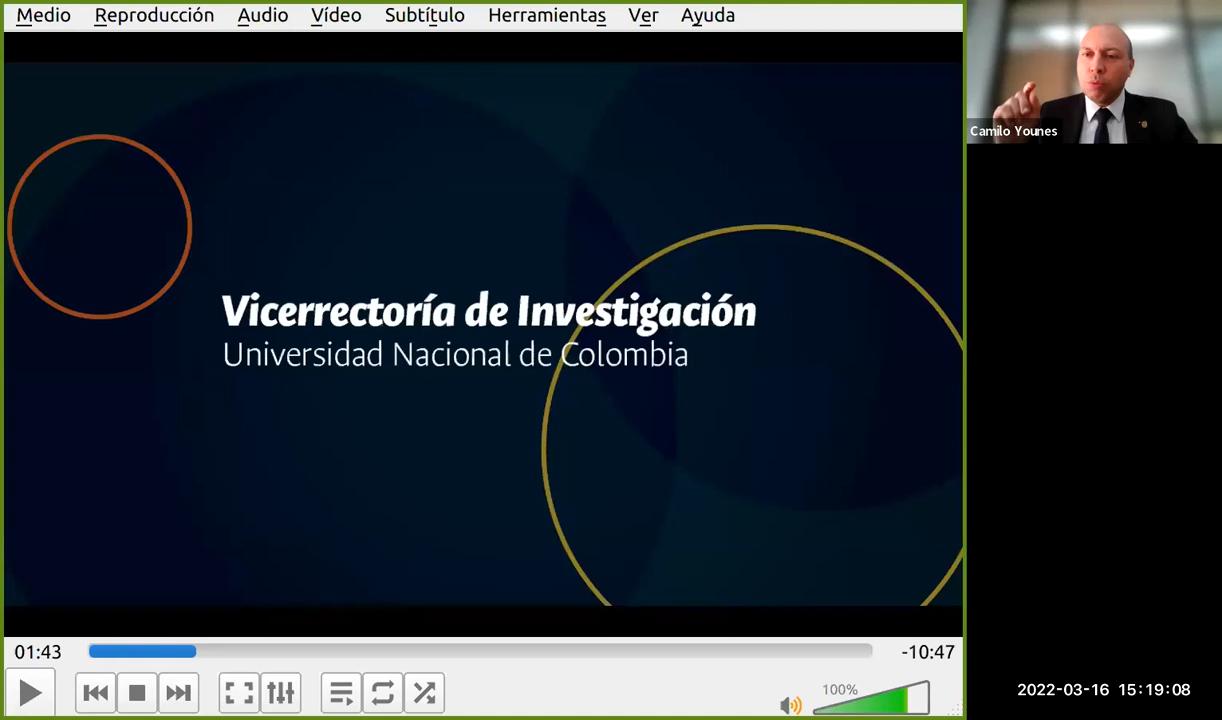 Medio Reproducción Audio Vídeo Subtítulo Herramientas Ver Ayuda
Camilo Younes
Vicerrectoría de Investigación
Universidad Nacional de Colombia
01:43
-10:47
100%
2022-03-16 15:19:08